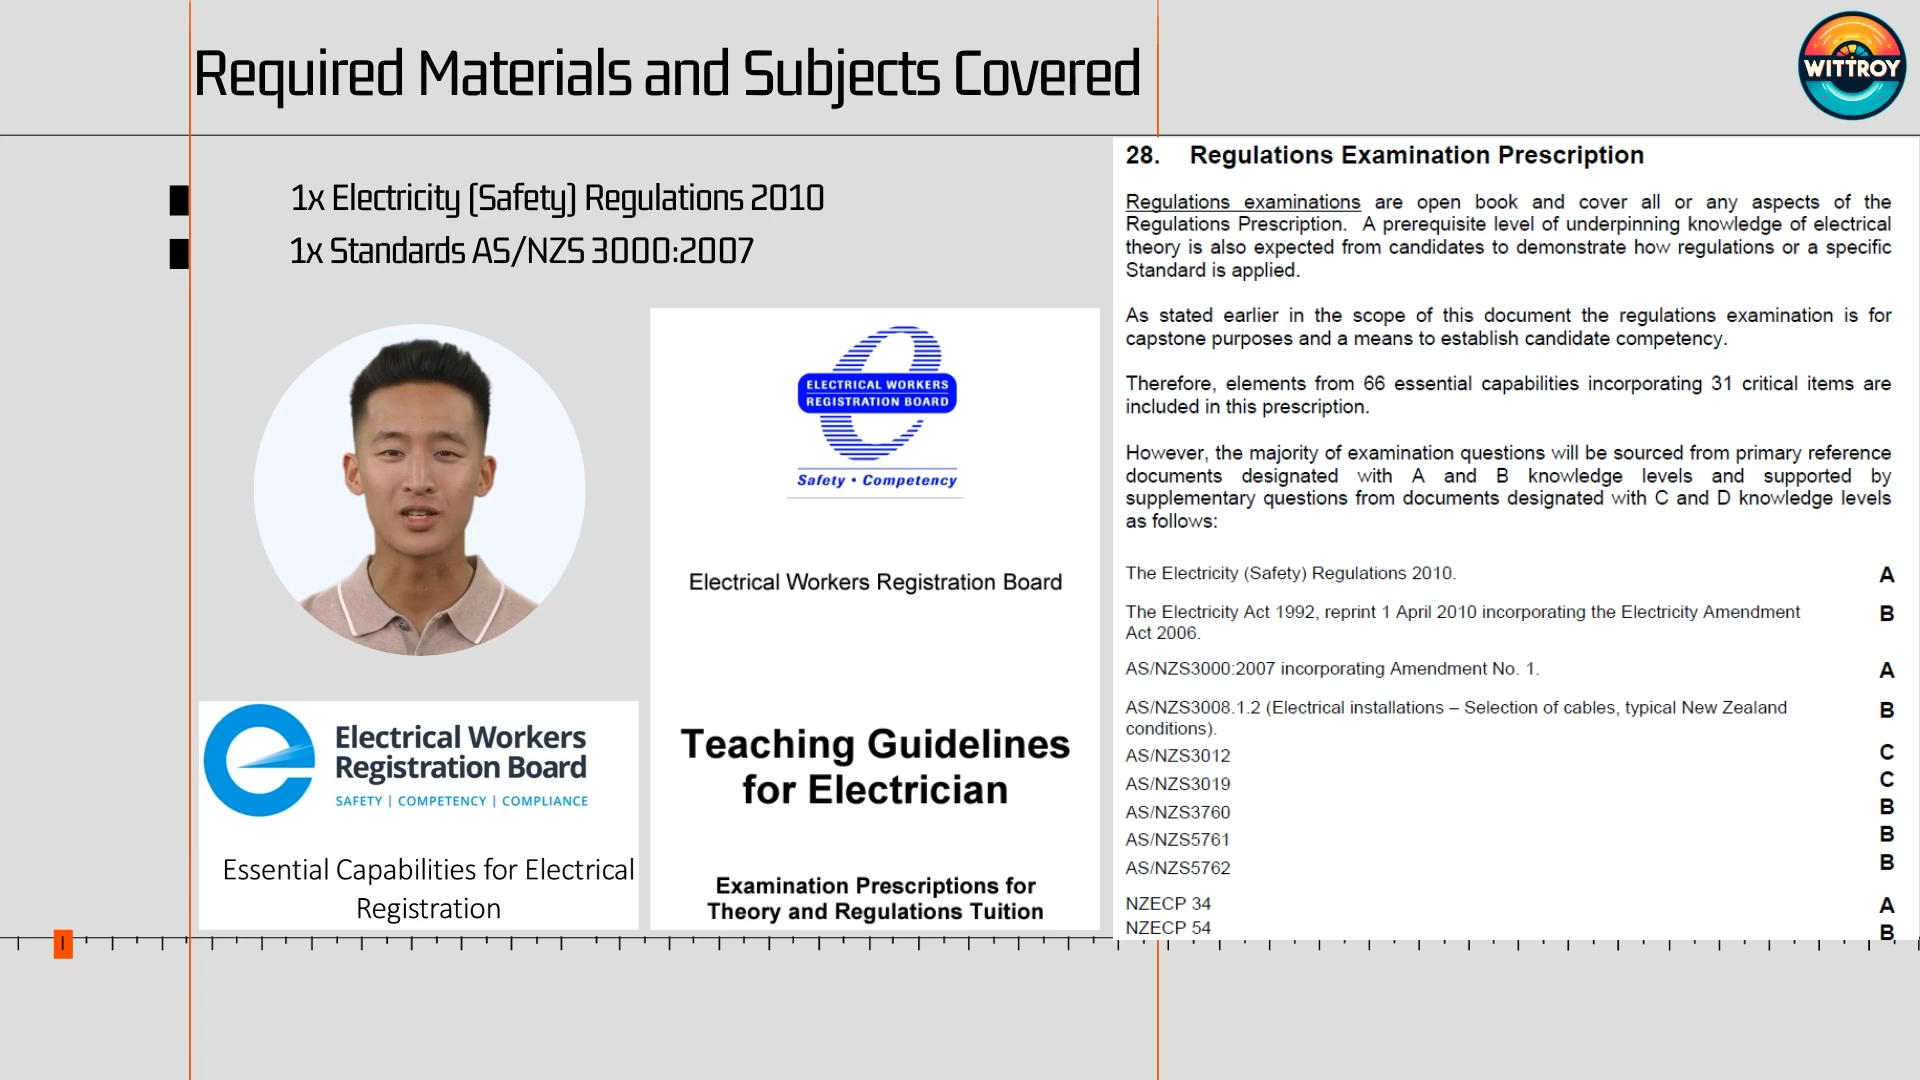 Required Materials and Subjects Covered
WITTROY
1x Electricity (Safety) Regulations 2010
1x Standards AS/NZS 3000:2007
ELECTRICAL WORKERS
REGISTRATION BOARD
Safety • Competency
Electrical Workers Registration Board
Teaching Guidelines
for Electrician
Examination Prescriptions for
Theory and Regulations Tuition
Electrical Workers
Registration Board
SAFETY | COMPETENCY | COMPLIANCE
Essential Capabilities for Electrical
Registration
28. Regulations Examination Prescription
Regulations examinations are open book and cover all or any aspects of the
Regulations Prescription. A prerequisite level of underpinning knowledge of electrical
theory is also expected from candidates to demonstrate how regulations or a specific
Standard is applied.
As stated earlier in the scope of this document the regulations examination is for
capstone purposes and a means to establish candidate competency.
Therefore, elements from 66 essential capabilities incorporating 31 critical items are
included in this prescription.
However, the majority of examination questions will be sourced from primary reference
documents designated with A and B knowledge levels and supported by
supplementary questions from documents designated with C and D knowledge levels
as follows:
The Electricity (Safety) Regulations 2010. A
The Electricity Act 1992, reprint 1 April 2010 incorporating the Electricity Amendment B
Act 2006.
AS/NZS3000:2007 incorporating Amendment No. 1. A
AS/NZS3008.1.2 (Electrical installations – Selection of cables, typical New Zealand B
conditions).
AS/NZS3012 C
AS/NZS3019 C
AS/NZS3760 B
AS/NZS5761 B
AS/NZS5762 B
NZECP 34 A
NZECP 54 B